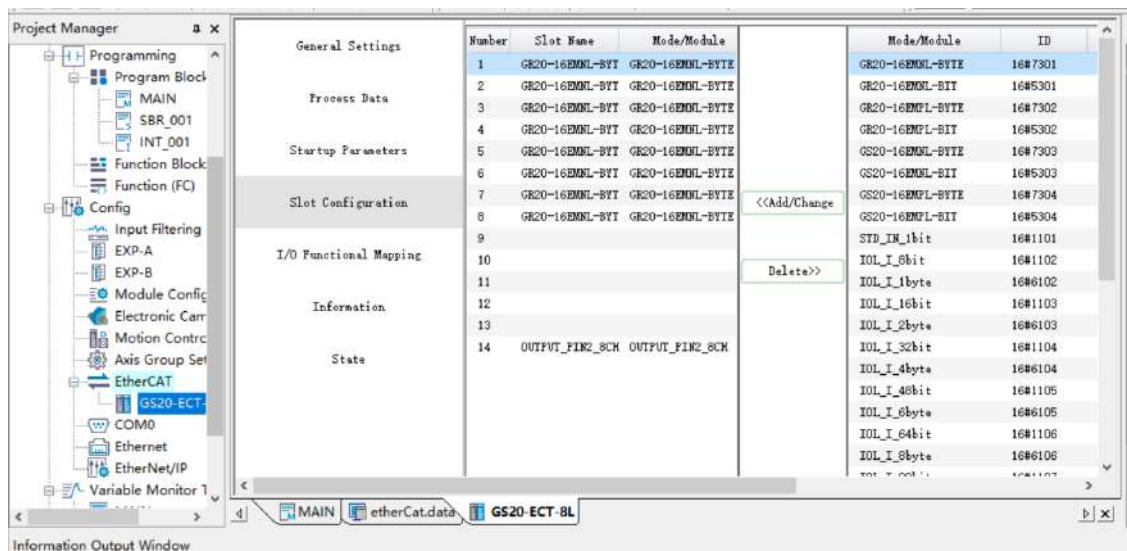 Project Manager
Programming
Program Block
MAIN
SBR_001
INT_001
Function Block
Function (FC)
Config
Input Filtering
EXP-A
EXP-B
Module Config
Electronic Cam
Motion Contro
Axis Group Set
EtherCAT
GS20-ECT-
COM0
Ethernet
EtherNet/IP
Variable Monitor T
General Settings
Process Data
Startup Parameters
Slot Configuration
I/O Functional Mapping
Information
State
Number Slot Name Mode/Module
1 GR20-16EMNL-BYT GR20-16EMNL-BYTE
2 GR20-16EMNL-BYT GR20-16EMNL-BYTE
3 GR20-16EMNL-BYT GR20-16EMNL-BYTE
4 GR20-16EMNL-BYT GR20-16EMNL-BYTE
5 GR20-16EMNL-BYT GR20-16EMNL-BYTE
6 GR20-16EMNL-BYT GR20-16EMNL-BYTE
7 GR20-16EMNL-BYT GR20-16EMNL-BYTE
8 GR20-16EMNL-BYT GR20-16EMNL-BYTE
9
10
11
12
13
14 OUTPUT_PIN2_8CH OUTPUT_PIN2_8CH
<<Add/Change
Delete>>
Mode/Module ID
GR20-16EMNL-BYTE 16#7301
GR20-16EMNL-BIT 16#5301
GR20-16EMPL-BYTE 16#7302
GR20-16EMPL-BIT 16#5302
GS20-16EMNL-BYTE 16#7303
GS20-16EMNL-BIT 16#5303
GS20-16EMPL-BYTE 16#7304
GS20-16EMPL-BIT 16#5304
STD_IN_1bit 16#1101
IOL_I_8bit 16#1102
IOL_I_1byte 16#6102
IOL_I_16bit 16#1103
IOL_I_2byte 16#6103
IOL_I_32bit 16#1104
IOL_I_4byte 16#6104
IOL_I_48bit 16#1105
IOL_I_6byte 16#6105
IOL_I_64bit 16#1106
IOL_I_8byte 16#6106
MAIN etherCat.data GS20-ECT-8L
Information Output Window